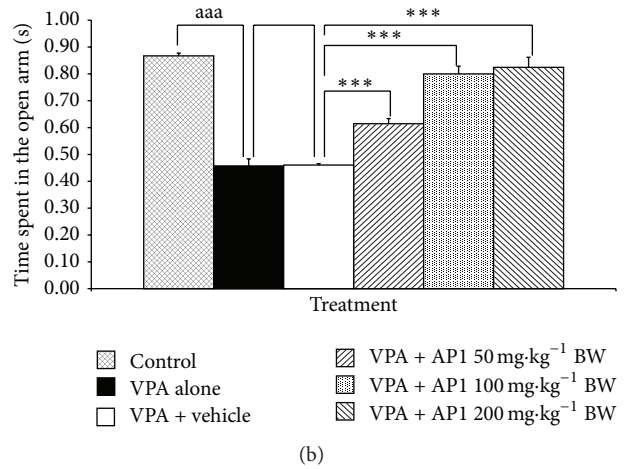 Time spent in the open arm (s)
1.00
0.90
0.80
0.70
0.60
0.50
0.40
0.30
0.20
0.10
0.00
aaa
***
***
***
Treatment
Control
VPA alone
VPA + vehicle
VPA + AP1 50 mg·kg⁻¹ BW
VPA + AP1 100 mg·kg⁻¹ BW
VPA + AP1 200 mg·kg⁻¹ BW
(b)